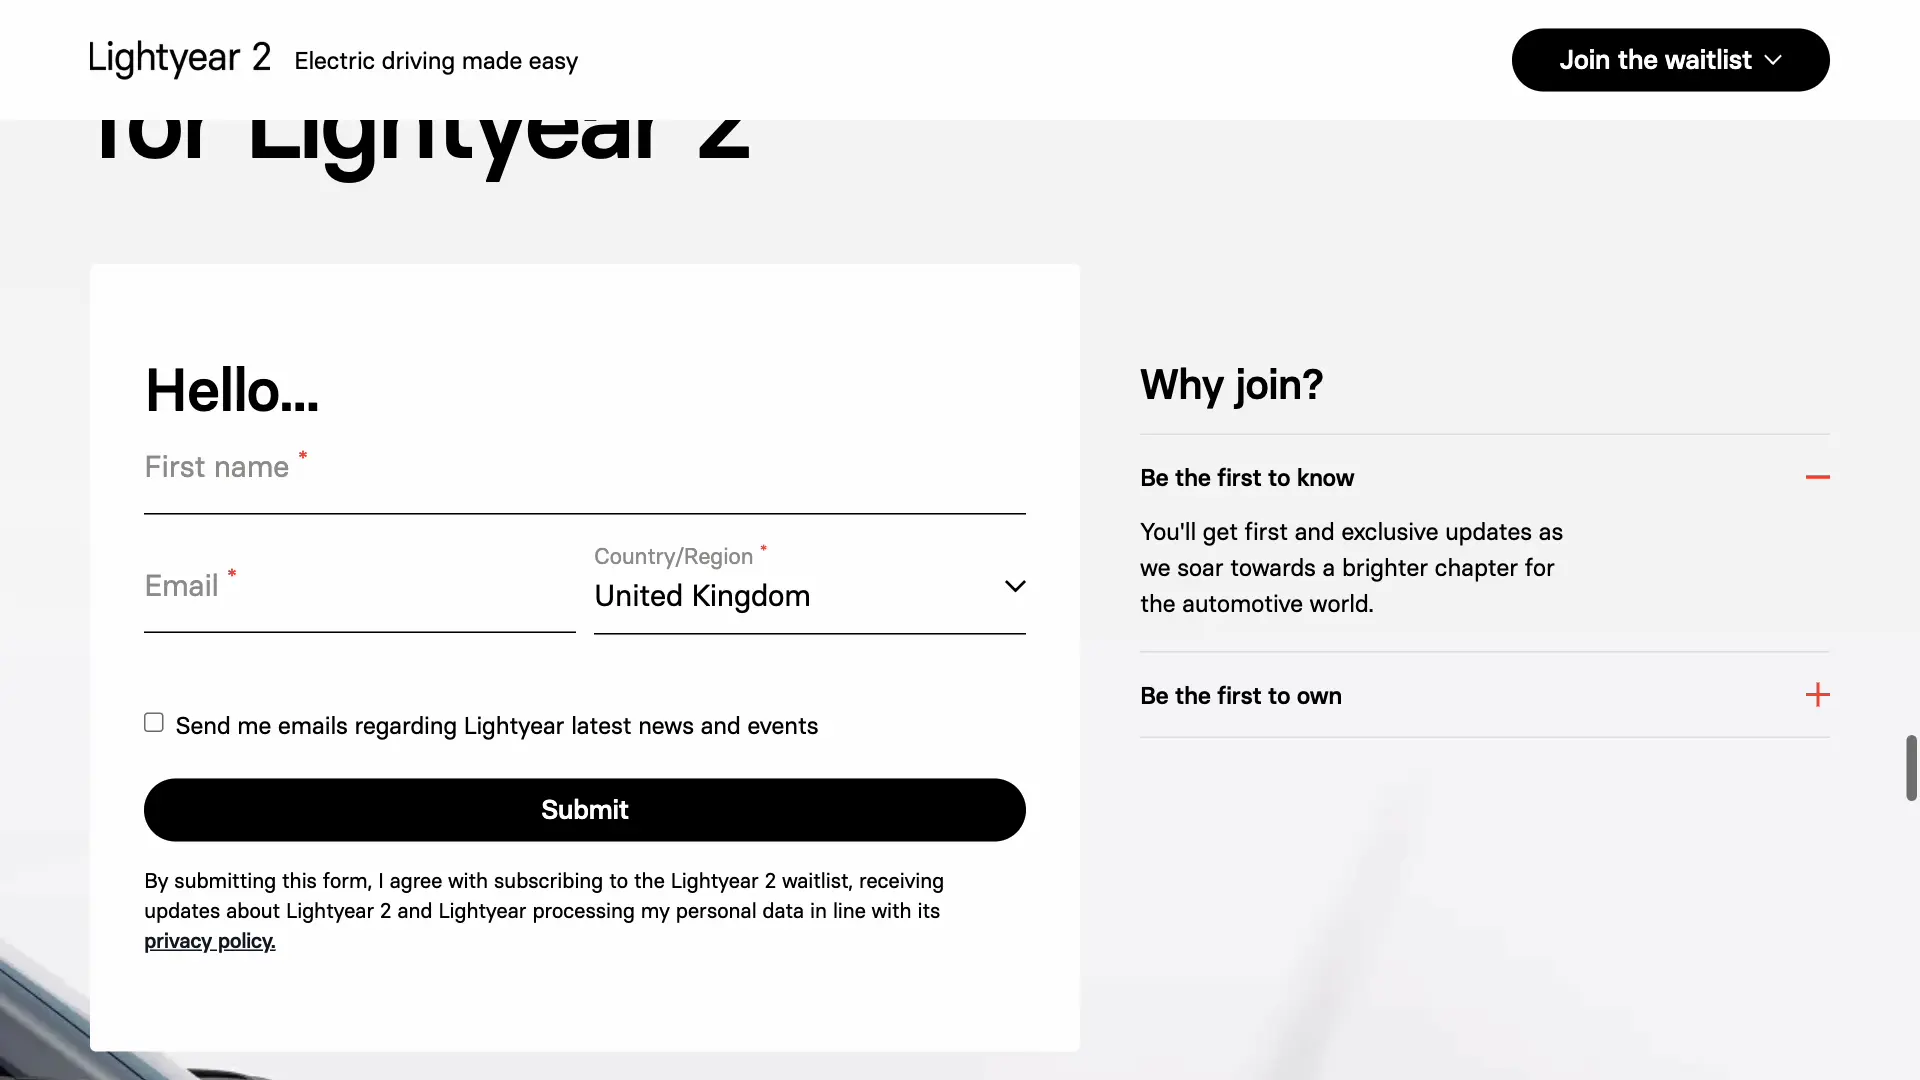 Lightyear 2 Electric driving made easy
Join the waitlist
for Lightyear 2
Hello...
First name *
Email *
Country/Region *
United Kingdom
Send me emails regarding Lightyear latest news and events
Submit
By submitting this form, I agree with subscribing to the Lightyear 2 waitlist, receiving
updates about Lightyear 2 and Lightyear processing my personal data in line with its
privacy policy.
Why join?
Be the first to know
You'll get first and exclusive updates as
we soar towards a brighter chapter for
the automotive world.
Be the first to own